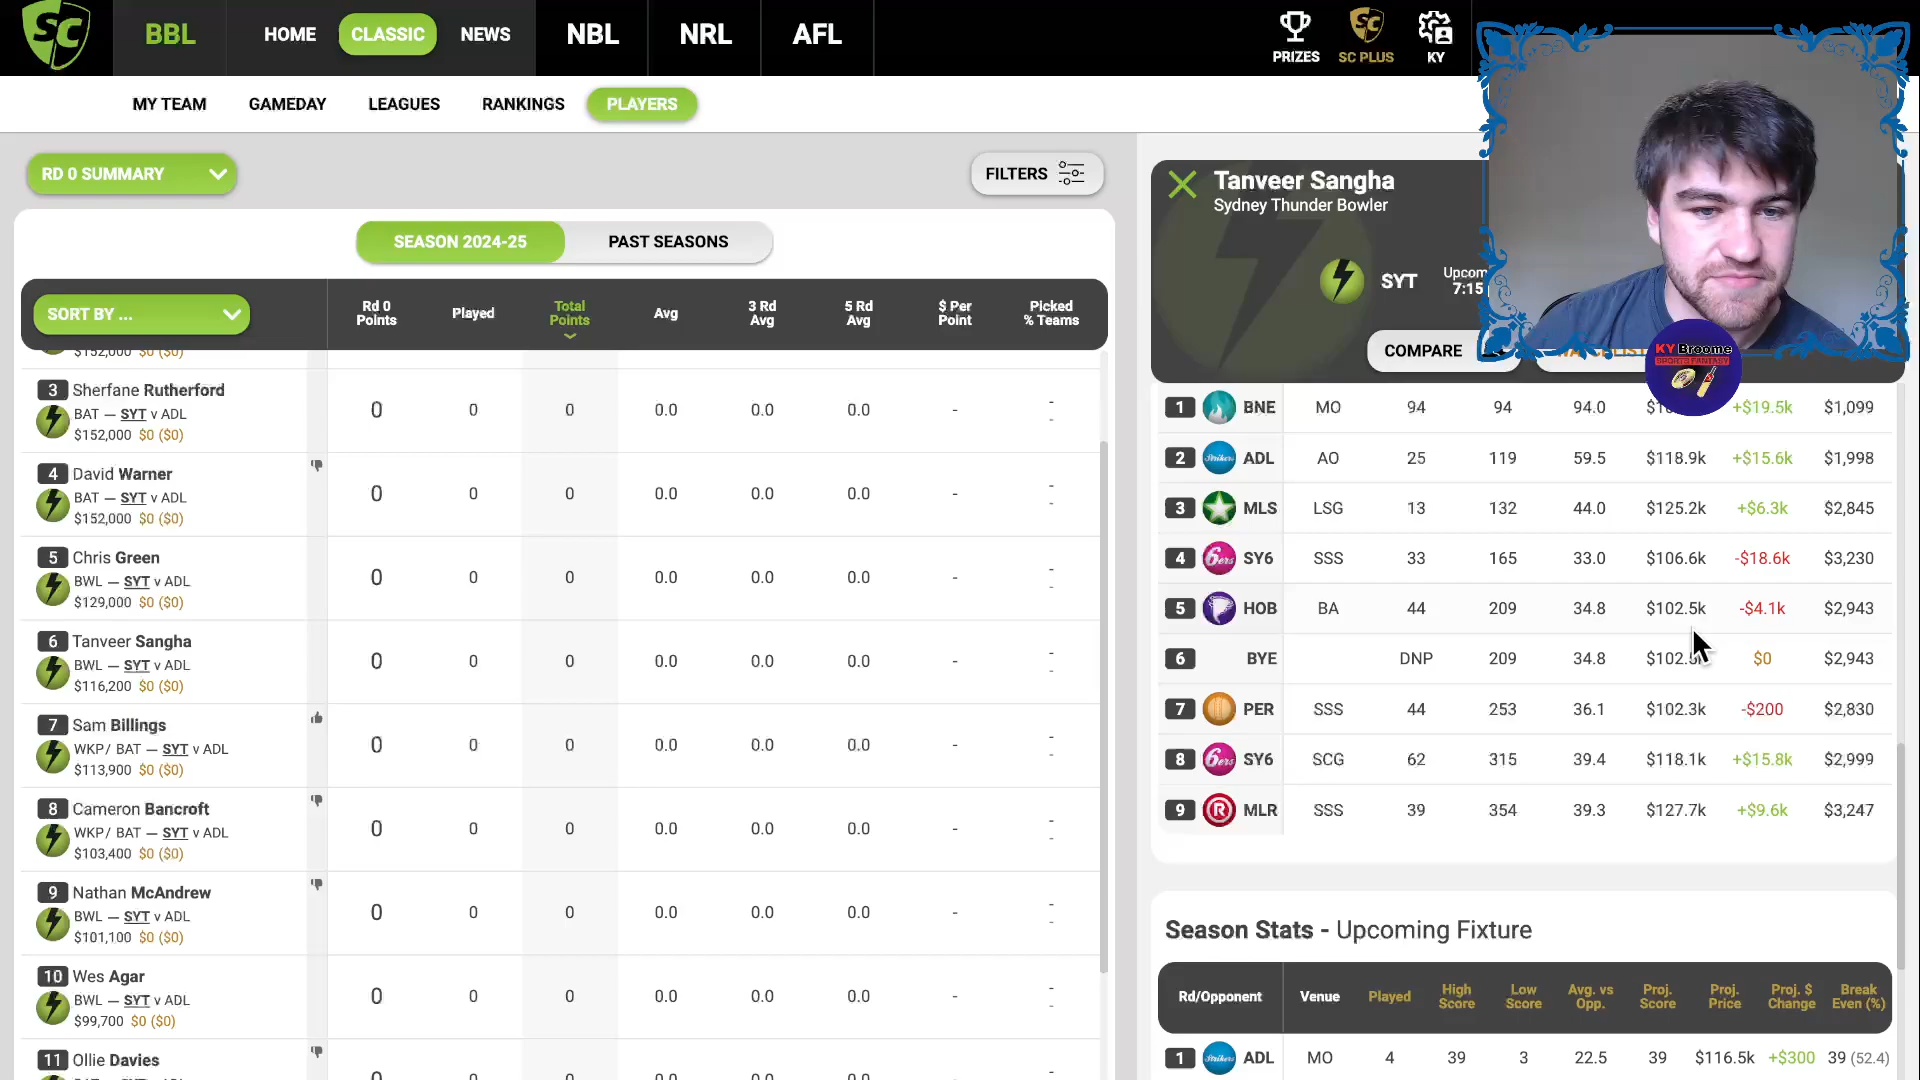 SC
BBL
HOME
CLASSIC
NEWS
NBL
NRL
AFL
PRIZES
SC PLUS
KY
MY TEAM
GAMEDAY
LEAGUES
RANKINGS
PLAYERS
RD 0 SUMMARY
FILTERS
SEASON 2024-25
PAST SEASONS
SORT BY ...
Rd 0 Points
Played
Total Points
Avg
3 Rd Avg
5 Rd Avg
$ Per Point
Picked % Teams
$152,000 $0 ($0)
3 Sherfane Rutherford
BAT — SYT v ADL
$152,000 $0 ($0)
0 0 0 0.0 0.0 0.0 - - -
4 David Warner
BAT — SYT v ADL
$152,000 $0 ($0)
0 0 0 0.0 0.0 0.0 - - -
5 Chris Green
BWL — SYT v ADL
$129,000 $0 ($0)
0 0 0 0.0 0.0 0.0 - - -
6 Tanveer Sangha
BWL — SYT v ADL
$116,200 $0 ($0)
0 0 0 0.0 0.0 0.0 - - -
7 Sam Billings
WKP/ BAT — SYT v ADL
$113,900 $0 ($0)
0 0 0 0.0 0.0 0.0 - - -
8 Cameron Bancroft
WKP/ BAT — SYT v ADL
$103,400 $0 ($0)
0 0 0 0.0 0.0 0.0 - - -
9 Nathan McAndrew
BWL — SYT v ADL
$101,100 $0 ($0)
0 0 0 0.0 0.0 0.0 - - -
10 Wes Agar
BWL — SYT v ADL
$99,700 $0 ($0)
0 0 0 0.0 0.0 0.0 - - -
11 Ollie Davies
Tanveer Sangha
Sydney Thunder Bowler
SYT
Upcom
7:15
COMPARE
KY Broome
SPORTS FANTASY
1 BNE MO 94 94 94.0 +$19.5k $1,099
2 ADL AO 25 119 59.5 $118.9k +$15.6k $1,998
3 MLS LSG 13 132 44.0 $125.2k +$6.3k $2,845
4 SY6 SSS 33 165 33.0 $106.6k -$18.6k $3,230
5 HOB BA 44 209 34.8 $102.5k -$4.1k $2,943
6 BYE DNP 209 34.8 $0 $2,943
7 PER SSS 44 253 36.1 $102.3k -$200 $2,830
8 SY6 SCG 62 315 39.4 $118.1k +$15.8k $2,999
9 MLR SSS 39 354 39.3 $127.7k +$9.6k $3,247
Season Stats - Upcoming Fixture
Rd/Opponent
Venue
Played
High Score
Low Score
Avg. vs Opp.
Proj. Score
Proj. Price
Proj. $ Change
Break Even (%)
1 ADL MO 4 39 3 22.5 39 $116.5k +$300 39 (52.4)